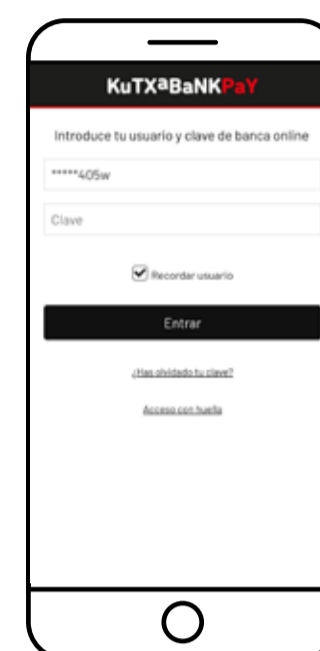 KuTXaBaNKPaY
Introduce tu usuario y clave de banca online
*****405w
Clave
Recordar usuario
Entrar
¿Has olvidado tu clave?
Acceso con huella